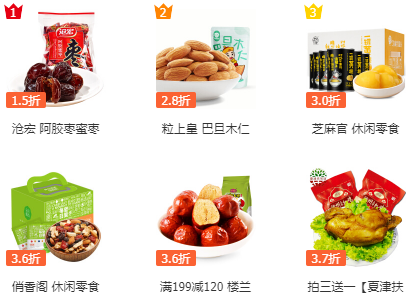 1
2
3
沧宏
枣
1.5折
2.8折
3.0折
沧宏 阿胶枣蜜枣
粒上皇 巴旦木仁
芝麻官 休闲零食
3.6折
3.6折
3.7折
俏香阁 休闲零食
满199减120 楼兰
拍三送一【夏津扶